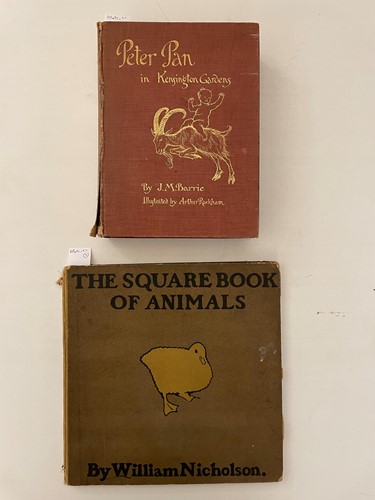 Peter Pan
in Kensington Gardens
By J.M. Barrie
Illustrated by Arthur Rackham.
THE SQUARE BOOK
OF ANIMALS
By William Nicholson.